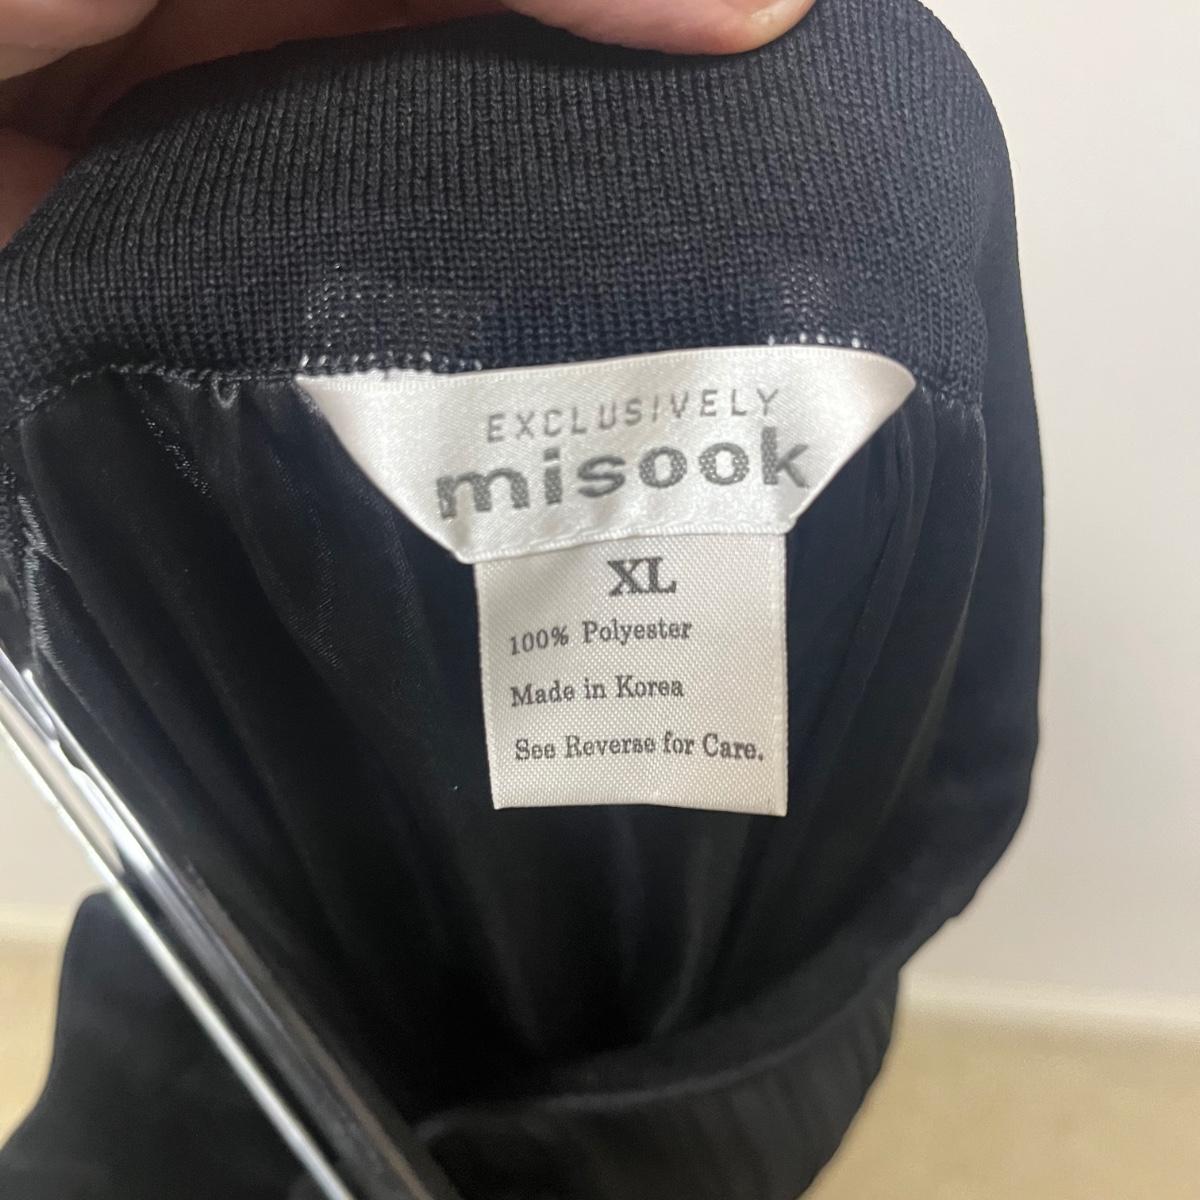 EXCLUSIVELY
misook
XL
100% Polyester
Made in Korea
See Reverse for Care.